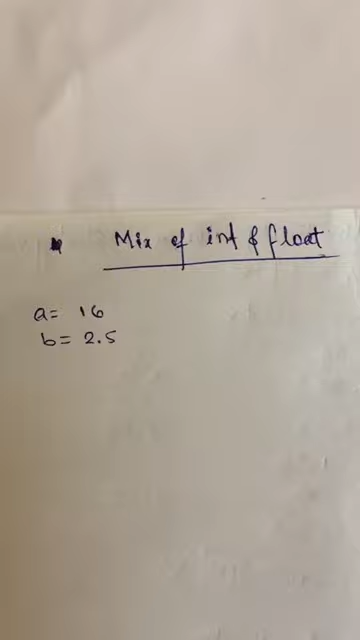 Mix of int & float
a= 16
b= 2.5